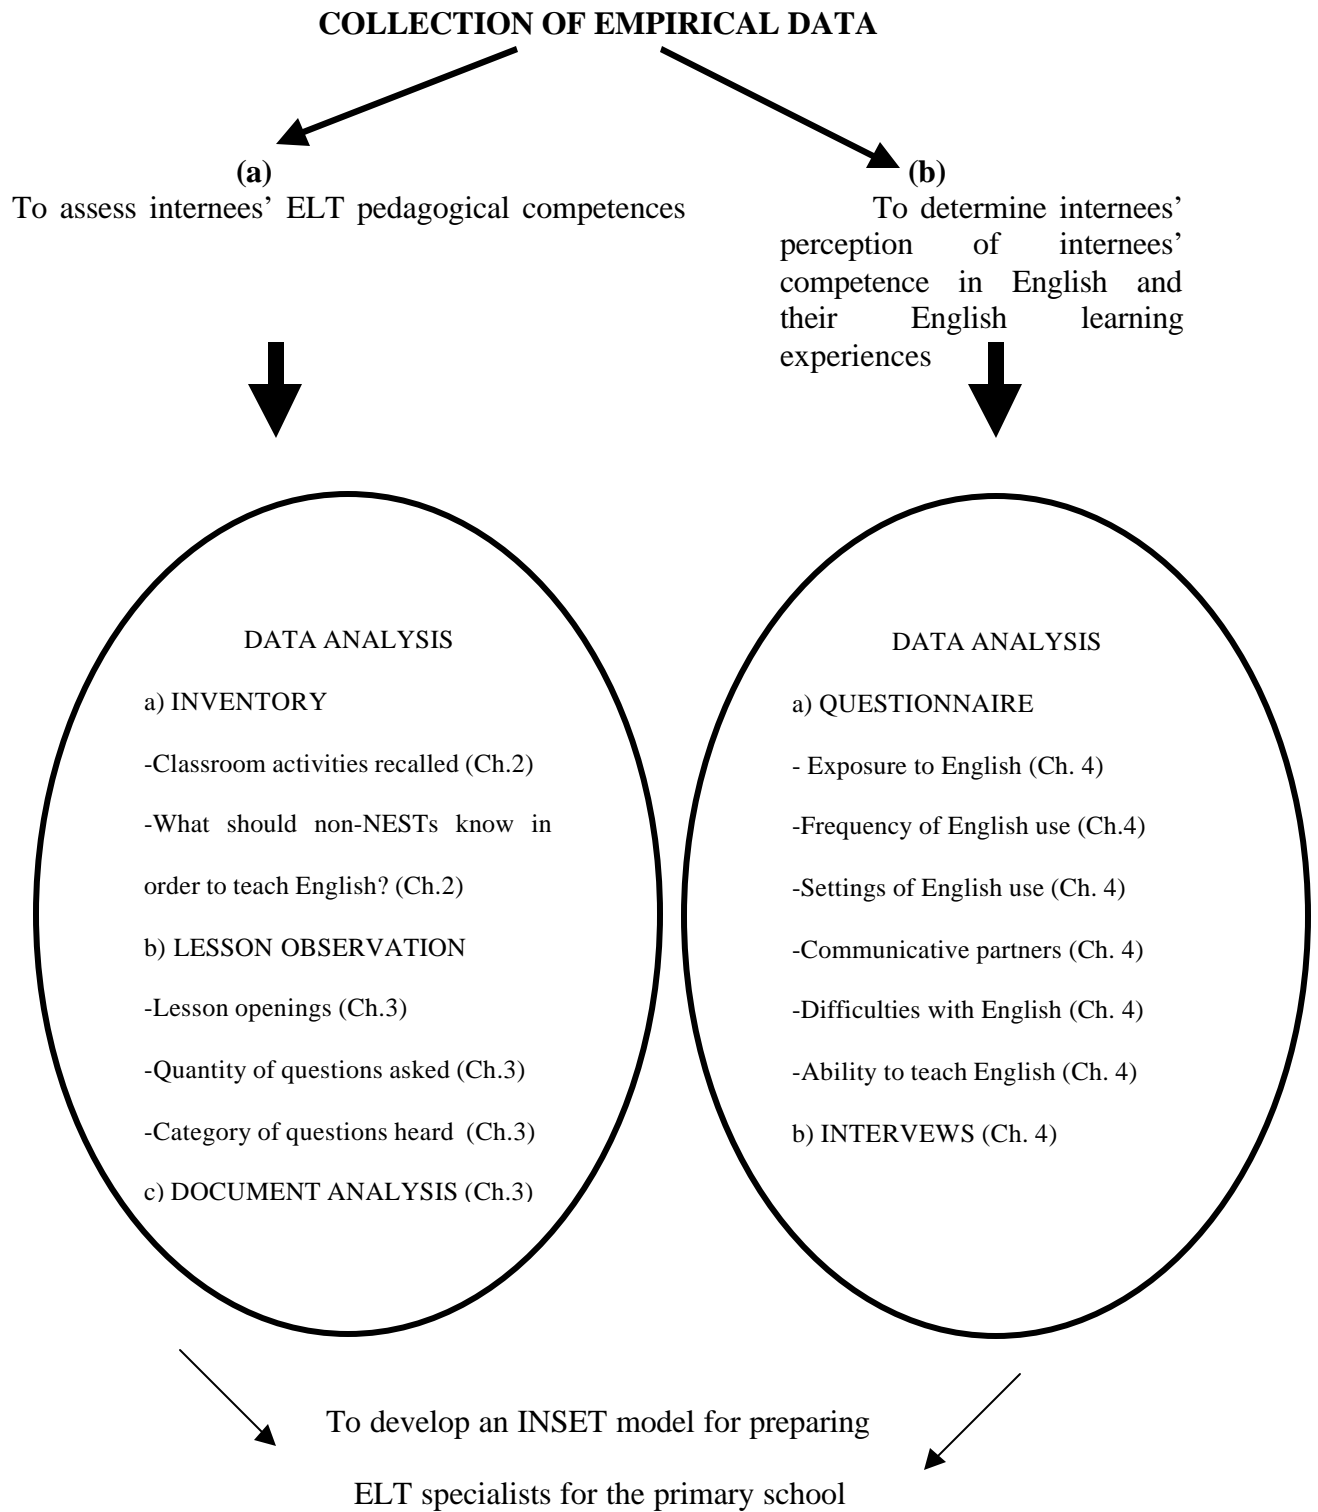 COLLECTION OF EMPIRICAL DATA
(a)
To assess internees’ ELT pedagogical competences
(b)
To determine internees’
perception of internees’
competence in English and
their English learning
experiences
DATA ANALYSIS
a) INVENTORY
-Classroom activities recalled (Ch.2)
-What should non-NESTs know in
order to teach English? (Ch.2)
b) LESSON OBSERVATION
-Lesson openings (Ch.3)
-Quantity of questions asked (Ch.3)
-Category of questions heard (Ch.3)
c) DOCUMENT ANALYSIS (Ch.3)
DATA ANALYSIS
a) QUESTIONNAIRE
- Exposure to English (Ch. 4)
-Frequency of English use (Ch.4)
-Settings of English use (Ch. 4)
-Communicative partners (Ch. 4)
-Difficulties with English (Ch. 4)
-Ability to teach English (Ch. 4)
b) INTERVEWS (Ch. 4)
To develop an INSET model for preparing
ELT specialists for the primary school